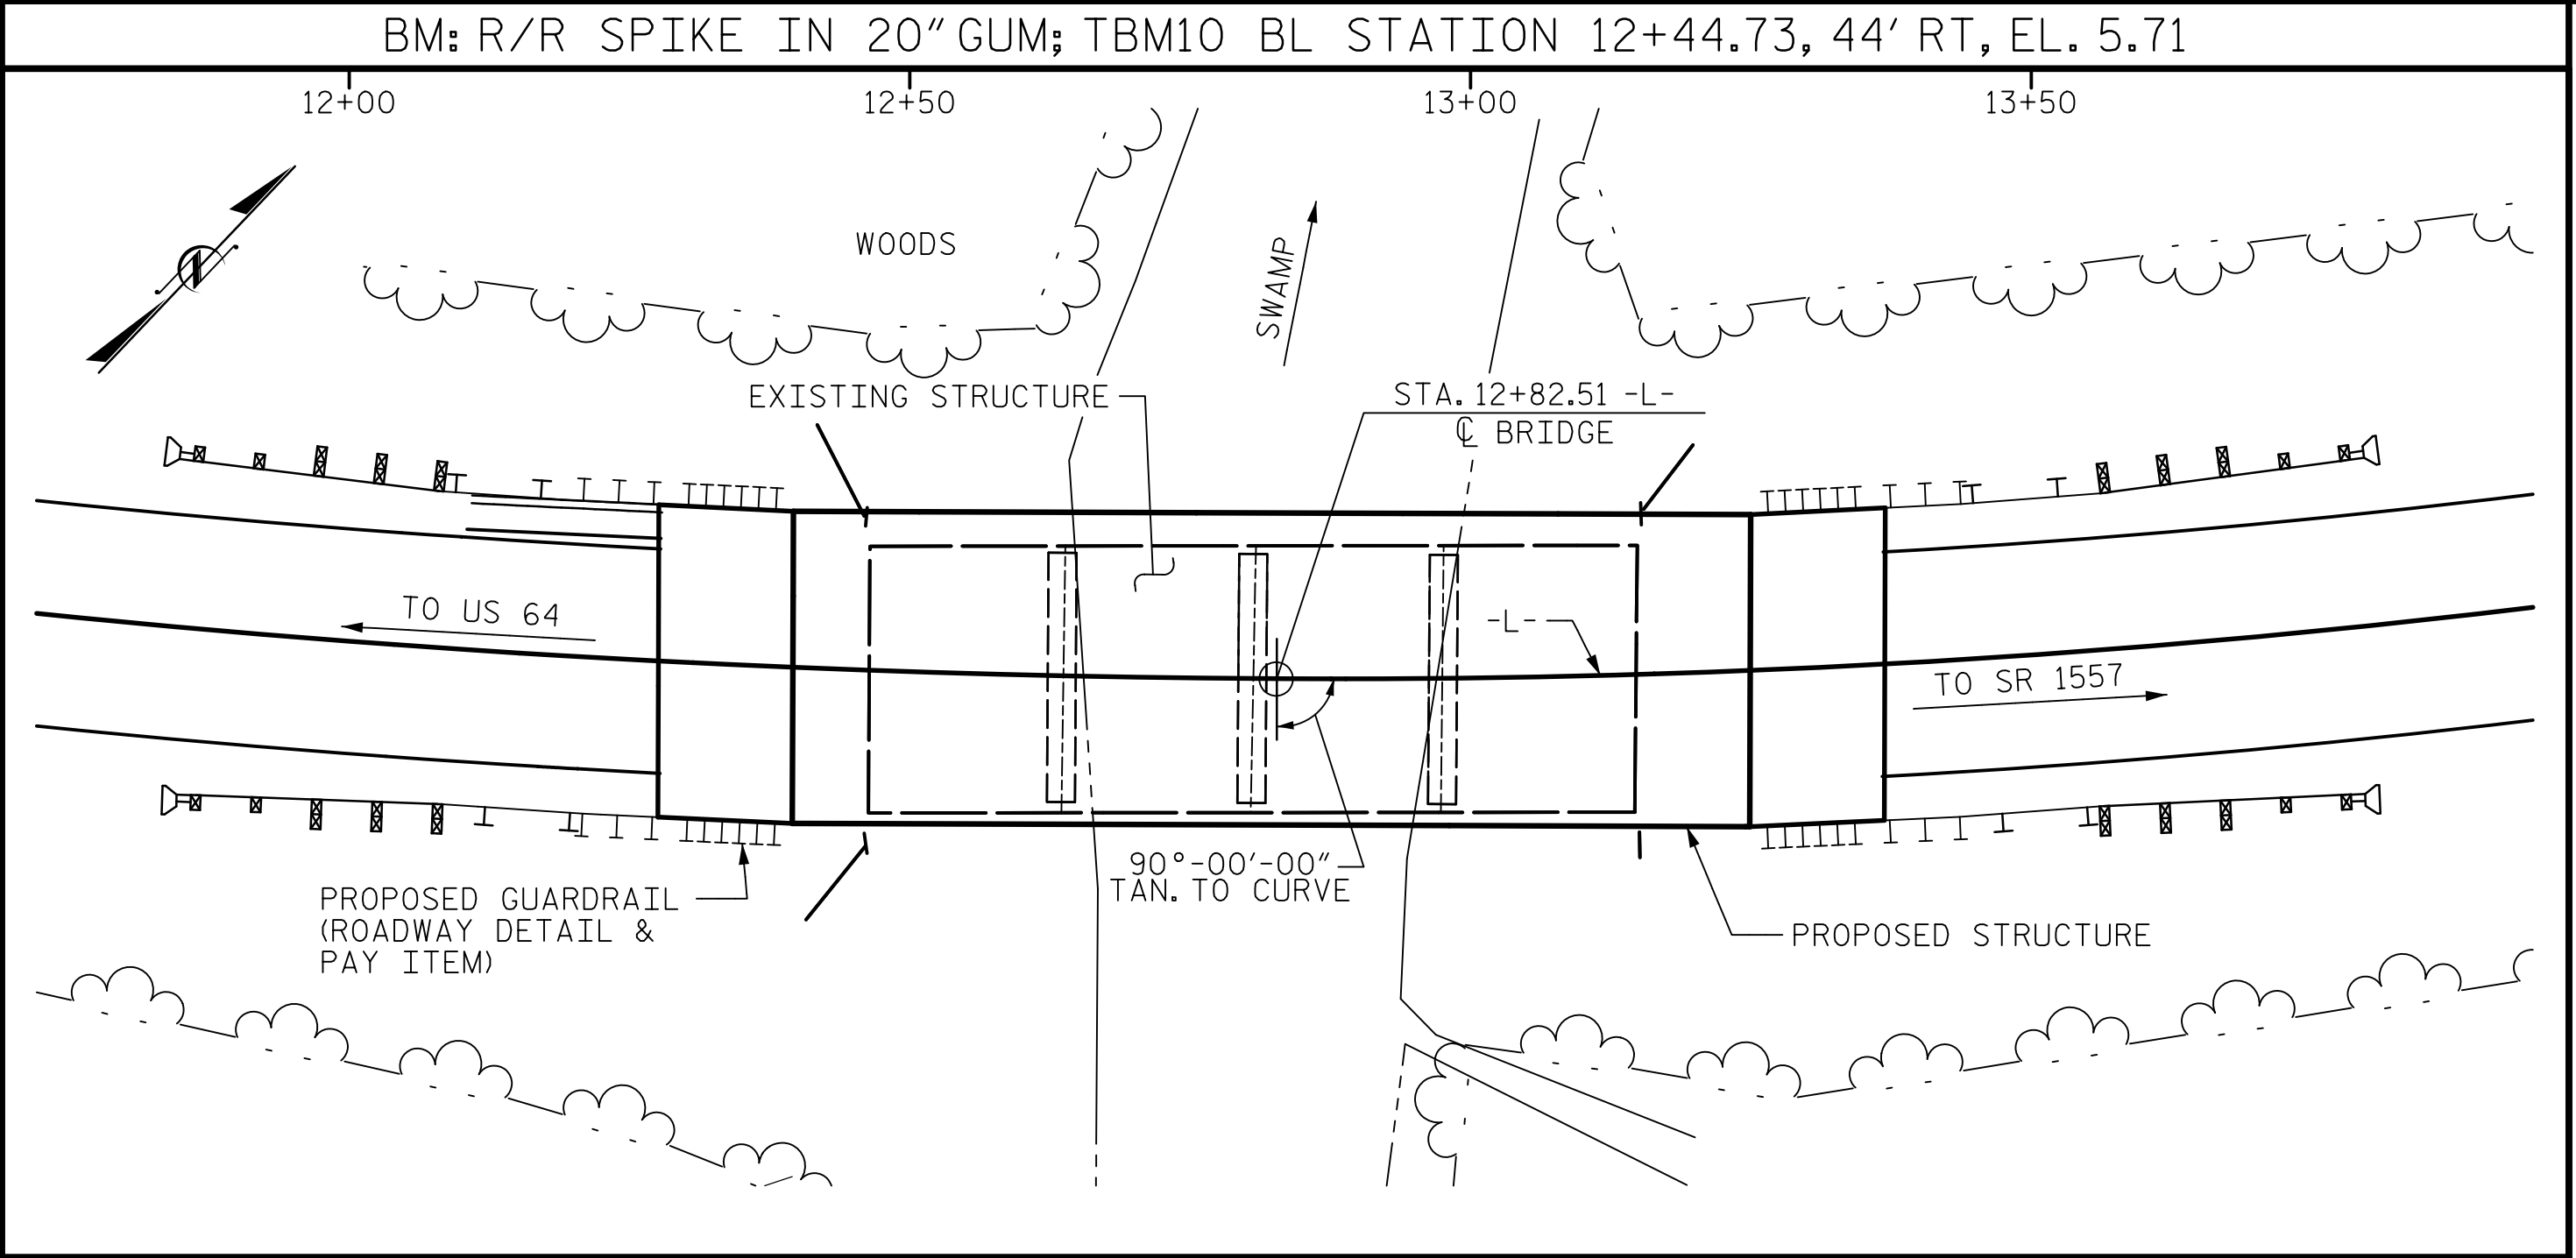 BM: R/R SPIKE IN 20" GUM; TBM10 BL STATION 12+44.73, 44' RT, EL. 5.71
12+00 12+50 13+00 13+50
N
WOODS
SWAMP
EXISTING STRUCTURE
STA. 12+82.51 -L-
℄ BRIDGE
TO US 64
-L-
TO SR 1557
90°-00'-00"
TAN. TO CURVE
PROPOSED GUARDRAIL
(ROADWAY DETAIL &
PAY ITEM)
PROPOSED STRUCTURE